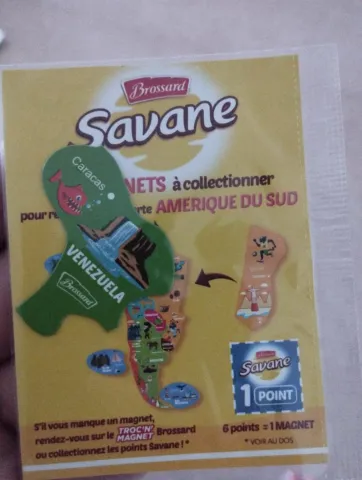 Brossard
Savane
NETS à collectionner
pour r
rte AMERIQUE DU SUD
Caracas
VENEZUELA
Brossard
Brossard
Savane
1 POINT
S'il vous manque un magnet,
rendez-vous sur le TROC'N' MAGNET Brossard
ou collectionnez les points Savane ! *
6 points = 1 MAGNET
* VOIR AU DOS